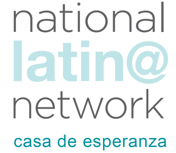 national
latin@
network
casa de esperanza